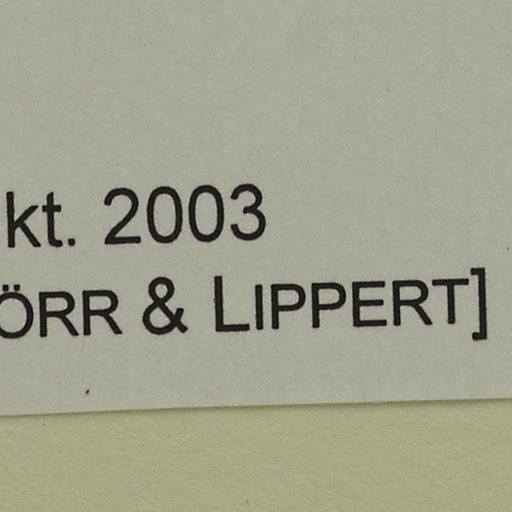 kt. 2003
ÖRR & LIPPERT]